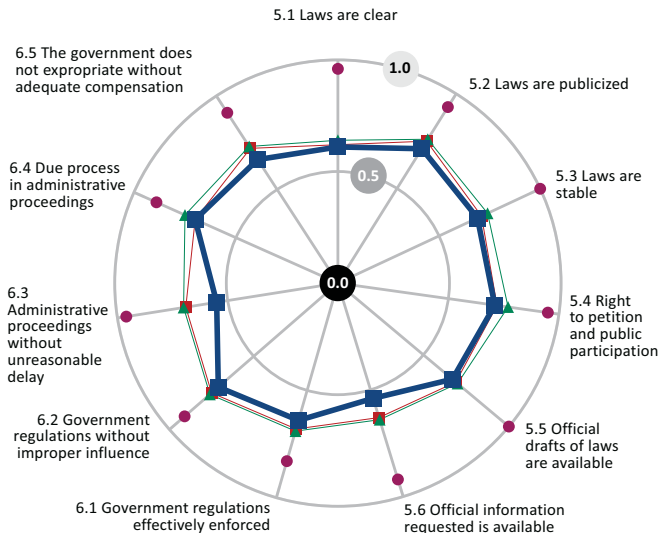 5.1 Laws are clear
1.0
5.2 Laws are publicized
0.5
5.3 Laws are
stable
0.0
5.4 Right
to petition
and public
participation
5.5 Official
drafts of laws
are available
5.6 Official information
requested is available
6.1 Government regulations
effectively enforced
6.2 Government
regulations without
improper influence
6.3
Administrative
proceedings
without
unreasonable
delay
6.4 Due process
in administrative
proceedings
6.5 The government does
not expropriate without
adequate compensation